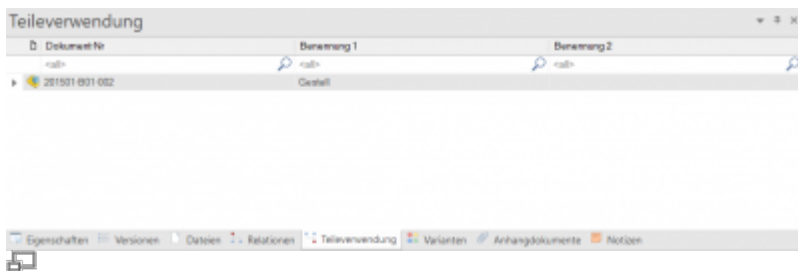 Teileverwendung
Dokument-Nr Benennung 1 Benennung 2
<all> <all> <all>
201501-B01-002 Gestell
Eigenschaften Versionen Dateien Relationen Teileverwendung Varianten Anhangdokumente Notizen